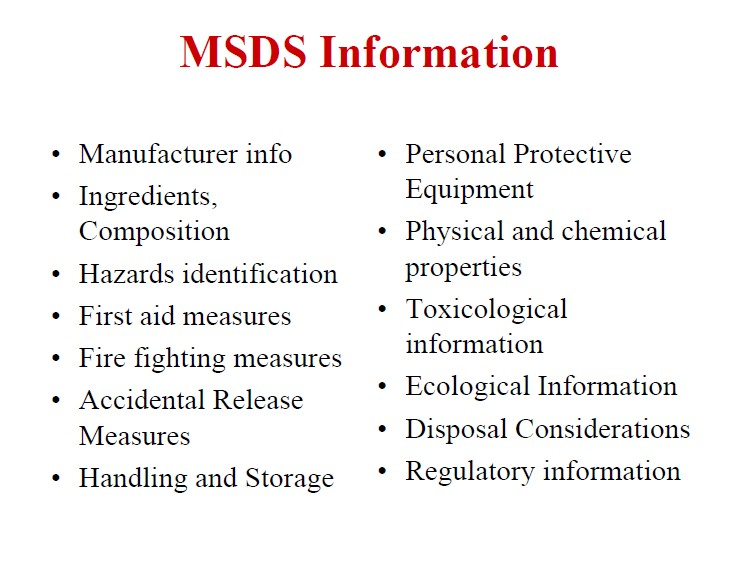 MSDS Information
• Manufacturer info
• Ingredients,
Composition
• Hazards identification
• First aid measures
• Fire fighting measures
• Accidental Release
Measures
• Handling and Storage
• Personal Protective
Equipment
• Physical and chemical
properties
• Toxicological
information
• Ecological Information
• Disposal Considerations
• Regulatory information